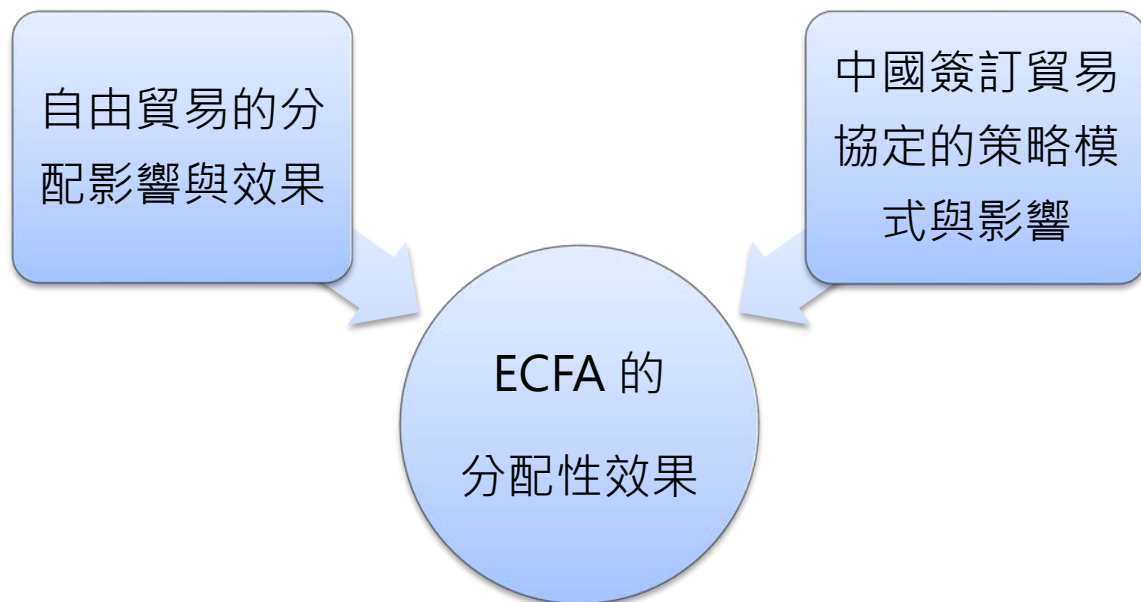 自由貿易的分
配影響與效果
中國簽訂貿易
協定的策略模
式與影響
ECFA 的
分配性效果